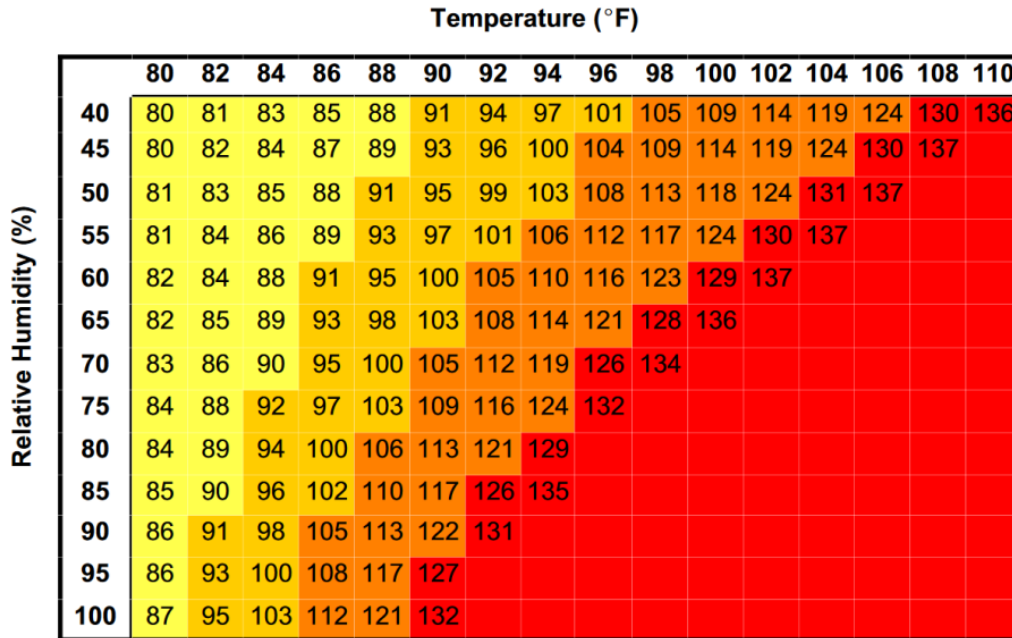 Temperature (°F)
80 82 84 86 88 90 92 94 96 98 100 102 104 106 108 110
Relative Humidity (%)
40 80 81 83 85 88 91 94 97 101 105 109 114 119 124 130 136
45 80 82 84 87 89 93 96 100 104 109 114 119 124 130 137
50 81 83 85 88 91 95 99 103 108 113 118 124 131 137
55 81 84 86 89 93 97 101 106 112 117 124 130 137
60 82 84 88 91 95 100 105 110 116 123 129 137
65 82 85 89 93 98 103 108 114 121 128 136
70 83 86 90 95 100 105 112 119 126 134
75 84 88 92 97 103 109 116 124 132
80 84 89 94 100 106 113 121 129
85 85 90 96 102 110 117 126 135
90 86 91 98 105 113 122 131
95 86 93 100 108 117 127
100 87 95 103 112 121 132